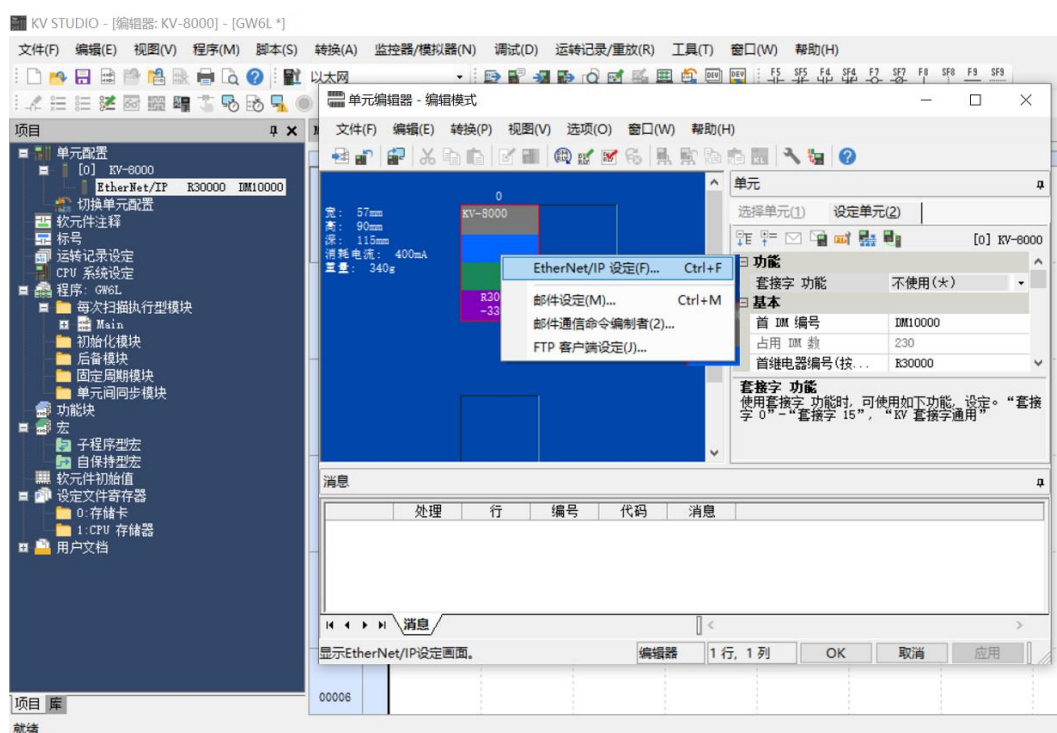 KV STUDIO - [编辑器: KV-8000] - [GW6L *]
文件(F) 编辑(E) 视图(V) 程序(M) 脚本(S) 转换(A) 监控器/模拟器(N) 调试(D) 运转记录/重放(R) 工具(T) 窗口(W) 帮助(H)
以太网
F5 SF5 F4 SF4 F7 SF7 F8 SF8 F9 SF9
项目
单元配置
[0] KV-8000
EtherNet/IP R30000 DM10000
切换单元配置
软元件注释
标号
运转记录设定
CPU 系统设定
程序: GW6L
每次扫描执行型模块
Main
初始化模块
后备模块
固定周期模块
单元间同步模块
功能块
宏
子程序型宏
自保持型宏
软元件初始值
设定文件寄存器
0:存储卡
1:CPU 存储器
用户文档
项目 库
就绪
单元编辑器 - 编辑模式
文件(F) 编辑(E) 转换(P) 视图(V) 选项(O) 窗口(W) 帮助(H)
0
KV-8000
宽: 57mm
高: 90mm
深: 115mm
消耗电流: 400mA
重量: 340g
R30
-33
EtherNet/IP 设定(F)... Ctrl+F
邮件设定(M)... Ctrl+M
邮件通信命令编制者(2)...
FTP 客户端设定(J)...
单元
选择单元(1) 设定单元(2)
[0] KV-8000
功能
套接字 功能 不使用(*)
基本
首 DM 编号 DM10000
占用 DM 数 230
首继电器编号(按... R30000
套接字 功能
使用套接字 功能时, 可使用如下功能, 设定。“套接
字 0”-“套接字 15”, “KV 套接字通用”
消息
处理 行 编号 代码 消息
消息
显示EtherNet/IP设定画面。 编辑器 1 行, 1 列 OK 取消 应用
00006